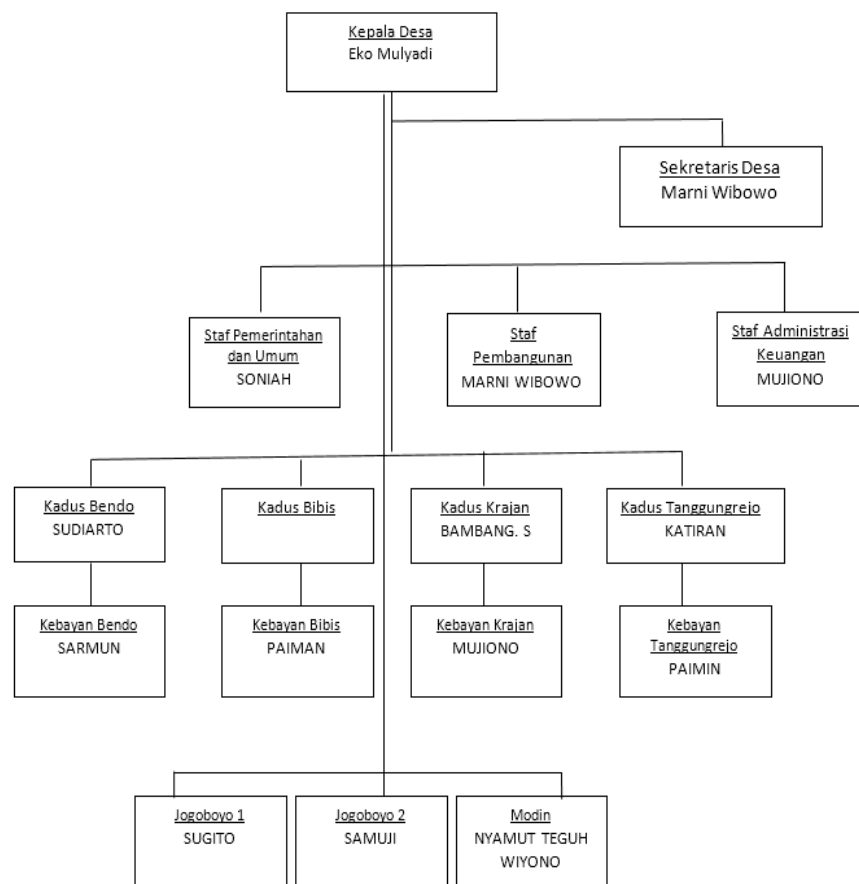 Kepala Desa
Eko Mulyadi
Sekretaris Desa
Marni Wibowo
Staf Pemerintahan
dan Umum
SONIAH
Staf
Pembangunan
MARNI WIBOWO
Staf Administrasi
Keuangan
MUJIONO
Kadus Bendo
SUDIARTO
Kadus Bibis
Kadus Krajan
BAMBANG. S
Kadus Tanggungrejo
KATIRAN
Kebayan Bendo
SARMUN
Kebayan Bibis
PAIMAN
Kebayan Krajan
MUJIONO
Kebayan
Tanggungrejo
PAIMIN
Jogoboyo 1
SUGITO
Jogoboyo 2
SAMUJI
Modin
NYAMUT TEGUH
WIYONO